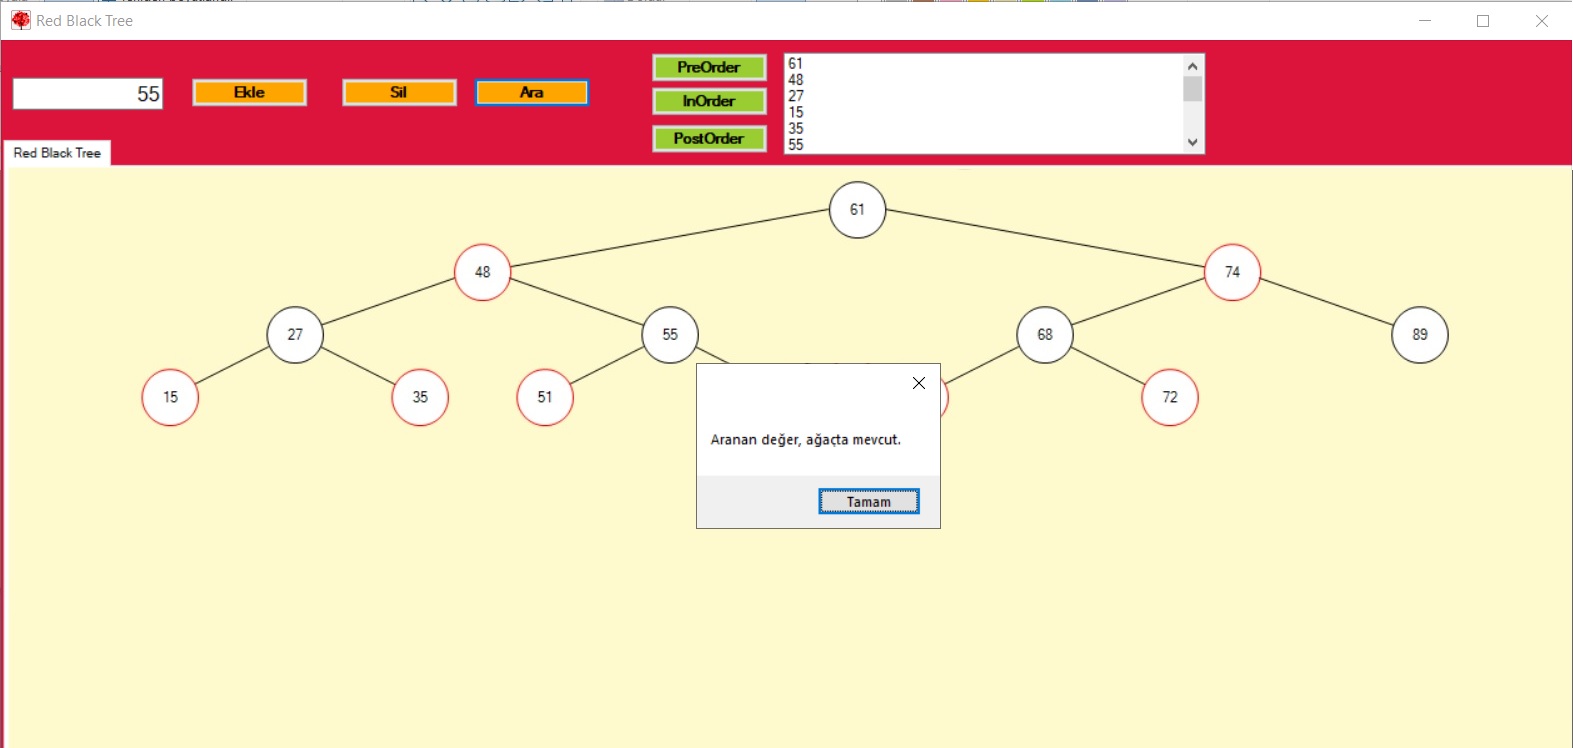 Red Black Tree
55
Ekle
Sil
Ara
PreOrder
InOrder
PostOrder
61
48
27
15
35
55
Red Black Tree
61
48
74
27
55
68
89
15
35
51
72
Aranan değer, ağaçta mevcut.
Tamam